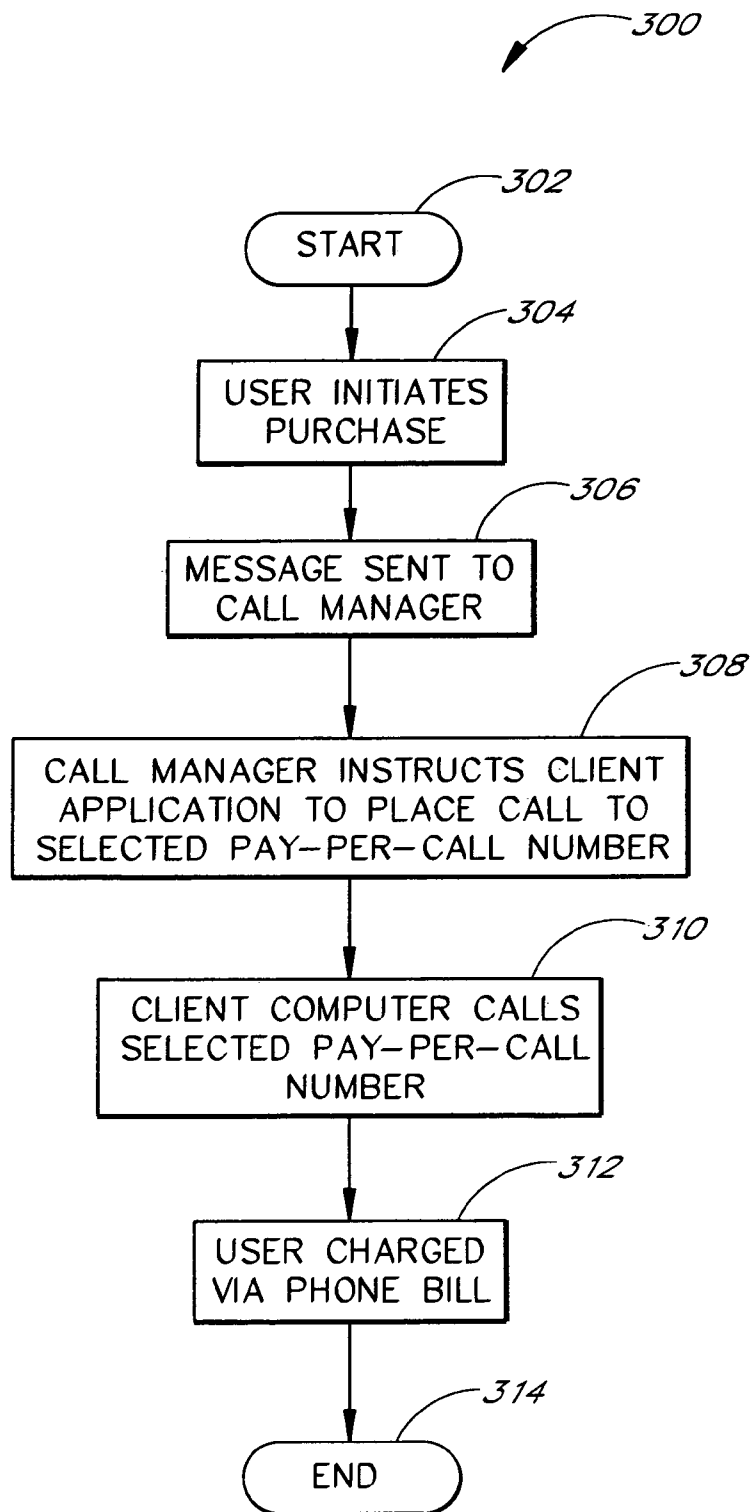 300
302
START
304
USER INITIATES
PURCHASE
306
MESSAGE SENT TO
CALL MANAGER
308
CALL MANAGER INSTRUCTS CLIENT
APPLICATION TO PLACE CALL TO
SELECTED PAY-PER-CALL NUMBER
310
CLIENT COMPUTER CALLS
SELECTED PAY-PER-CALL
NUMBER
312
USER CHARGED
VIA PHONE BILL
314
END